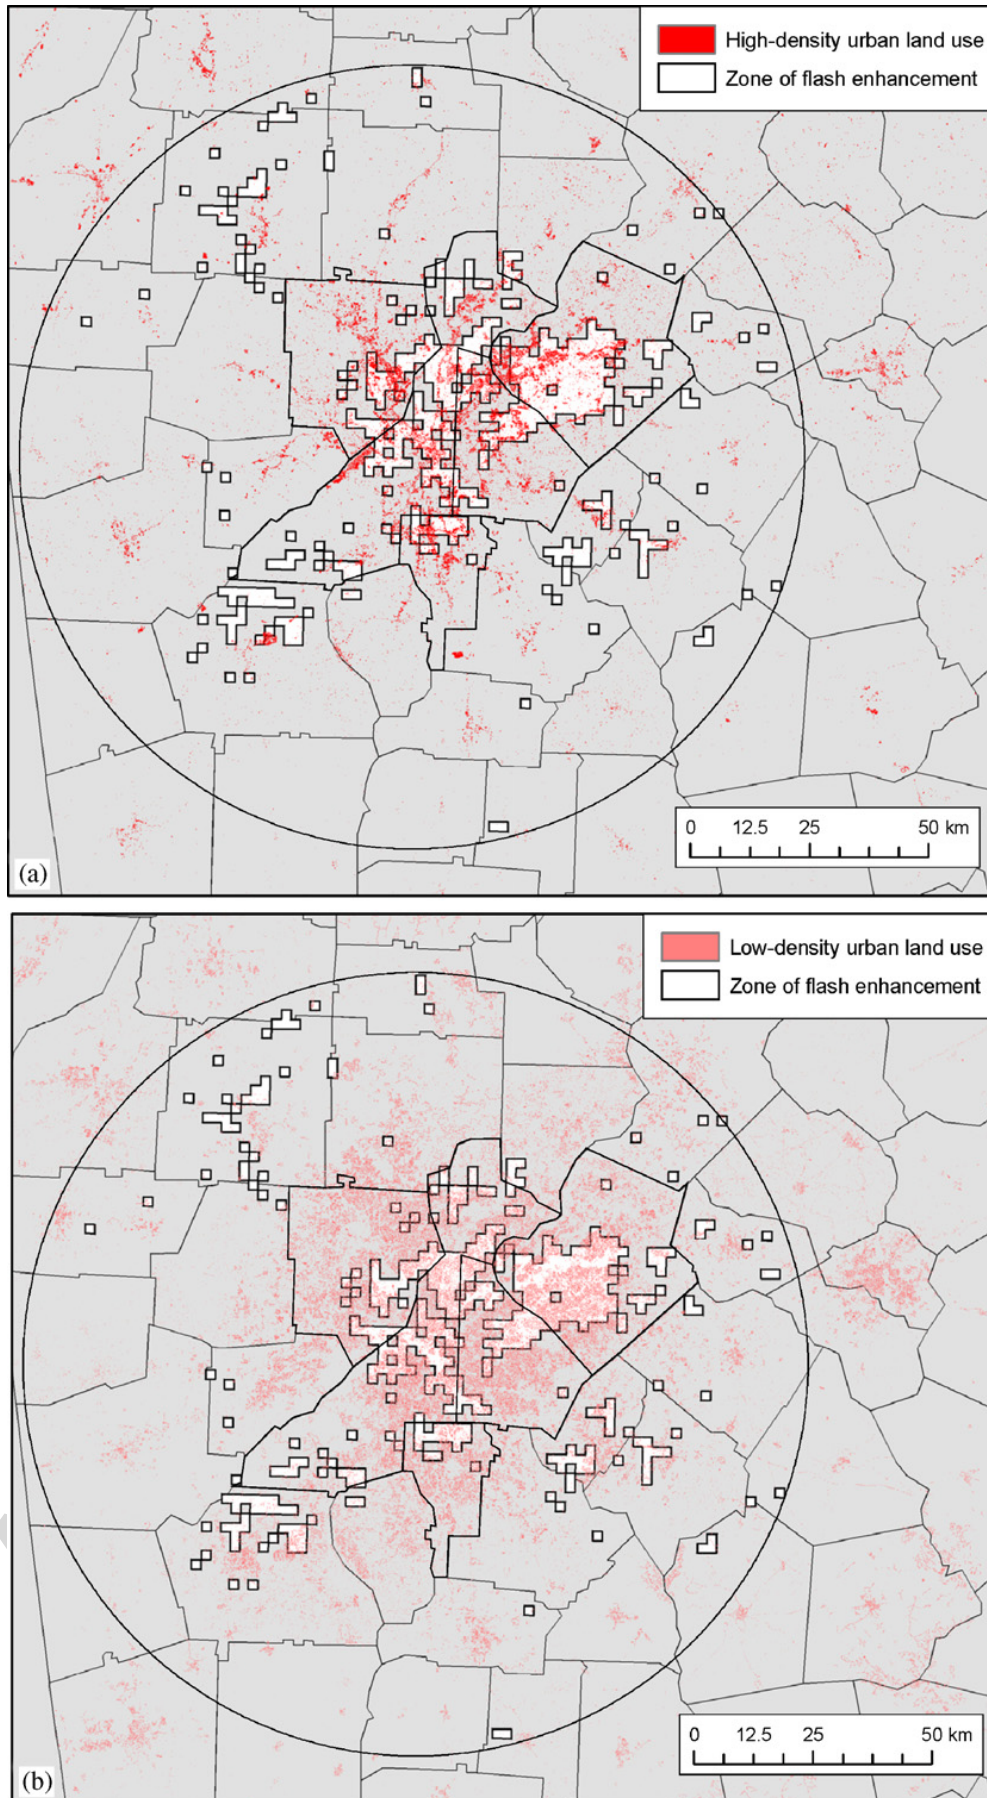 High-density urban land use
Zone of flash enhancement
0 12.5 25 50 km
(a)
Low-density urban land use
Zone of flash enhancement
0 12.5 25 50 km
(b)